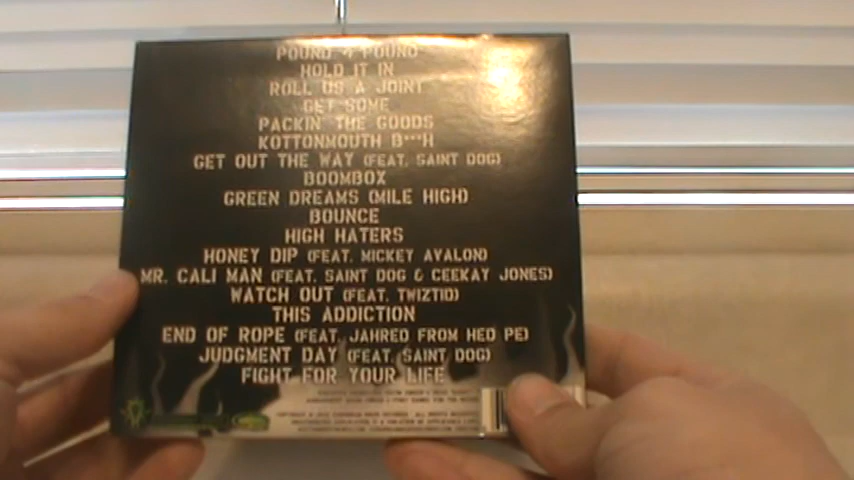 POUND 4 POUND
HOLD IT IN
ROLL US A JOINT
GET SOME
PACKIN THE GOODS
KOTTONMOUTH B***H
GET OUT THE WAY (FEAT. SAINT DOG)
BOOMBOX
GREEN DREAMS (MILE HIGH)
BOUNCE
HIGH HATERS
HONEY DIP (FEAT. MICKEY AVALON)
MR. CALI MAN (FEAT. SAINT DOG & CEEKAY JONES)
WATCH OUT (FEAT. TWIZTID)
THIS ADDICTION
END OF ROPE (FEAT. JAHRED FROM HED PE)
JUDGMENT DAY (FEAT. SAINT DOG)
FIGHT FOR YOUR LIFE